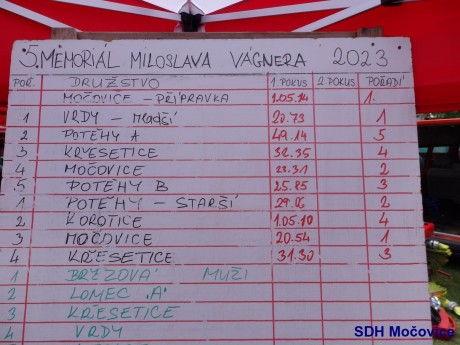 5. MEMORIÁL MILOSLAVA VÁGNERA 2023
POŘ. DRUŽSTVO 1 POKUS 2 POKUS POŘADÍ
MOČOVICE - PŘÍPRAVKA 1.05.14 1.
1 VRDY - Mladší 20.73 1
2 POTĚHY A 49.14 5
3 KŘESETICE 32.35 4
4 MOČOVICE 23.31 2
5 POTĚHY B 25.85 3
1 POTĚHY - STARŠÍ 29.06 2
2 KOROTICE 1.05.10 4
3 MOČOVICE 20.54 1
4 KŘESETICE 31.30 3
1 BŘEZOVÁ MUŽI
2 LOMEC "A"
3 KŘESETICE
4 VRDY
SDH Močovice